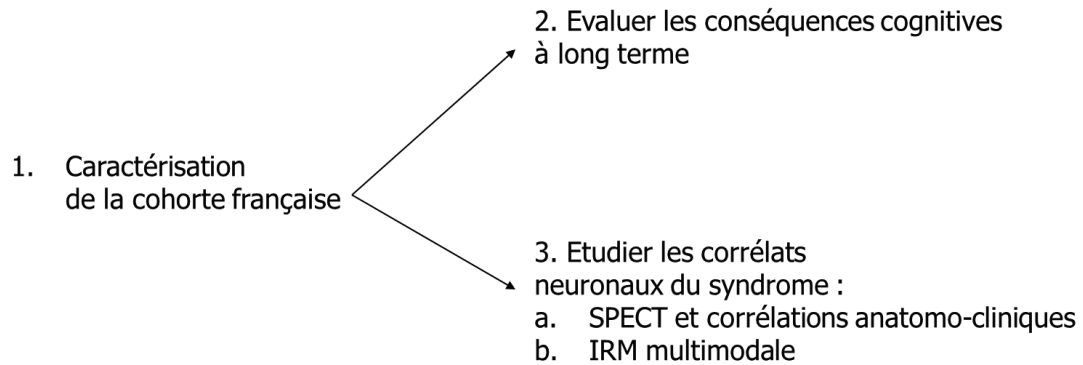 1. Caractérisation
de la cohorte française
2. Evaluer les conséquences cognitives
à long terme
3. Etudier les corrélats
neuronaux du syndrome :
a. SPECT et corrélations anatomo-cliniques
b. IRM multimodale